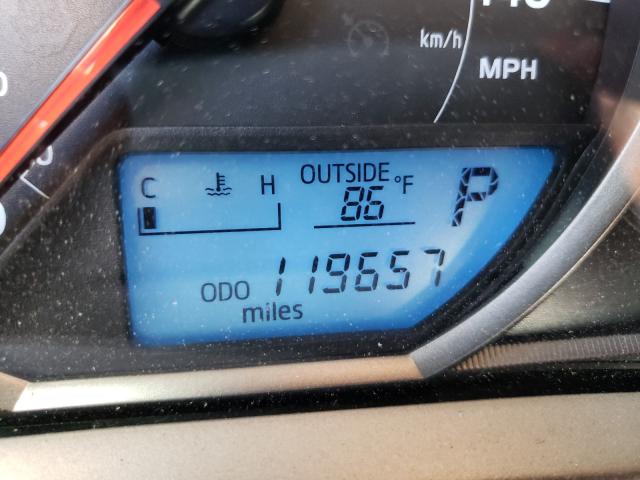 km/h
MPH
C H OUTSIDE
86 °F P
ODO 119657
miles